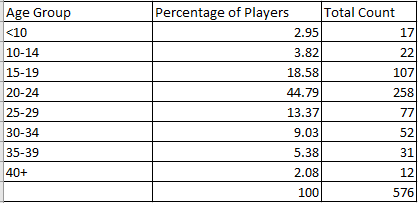 Age Group Percentage of Players Total Count
<10 2.95 17
10-14 3.82 22
15-19 18.58 107
20-24 44.79 258
25-29 13.37 77
30-34 9.03 52
35-39 5.38 31
40+ 2.08 12
100 576